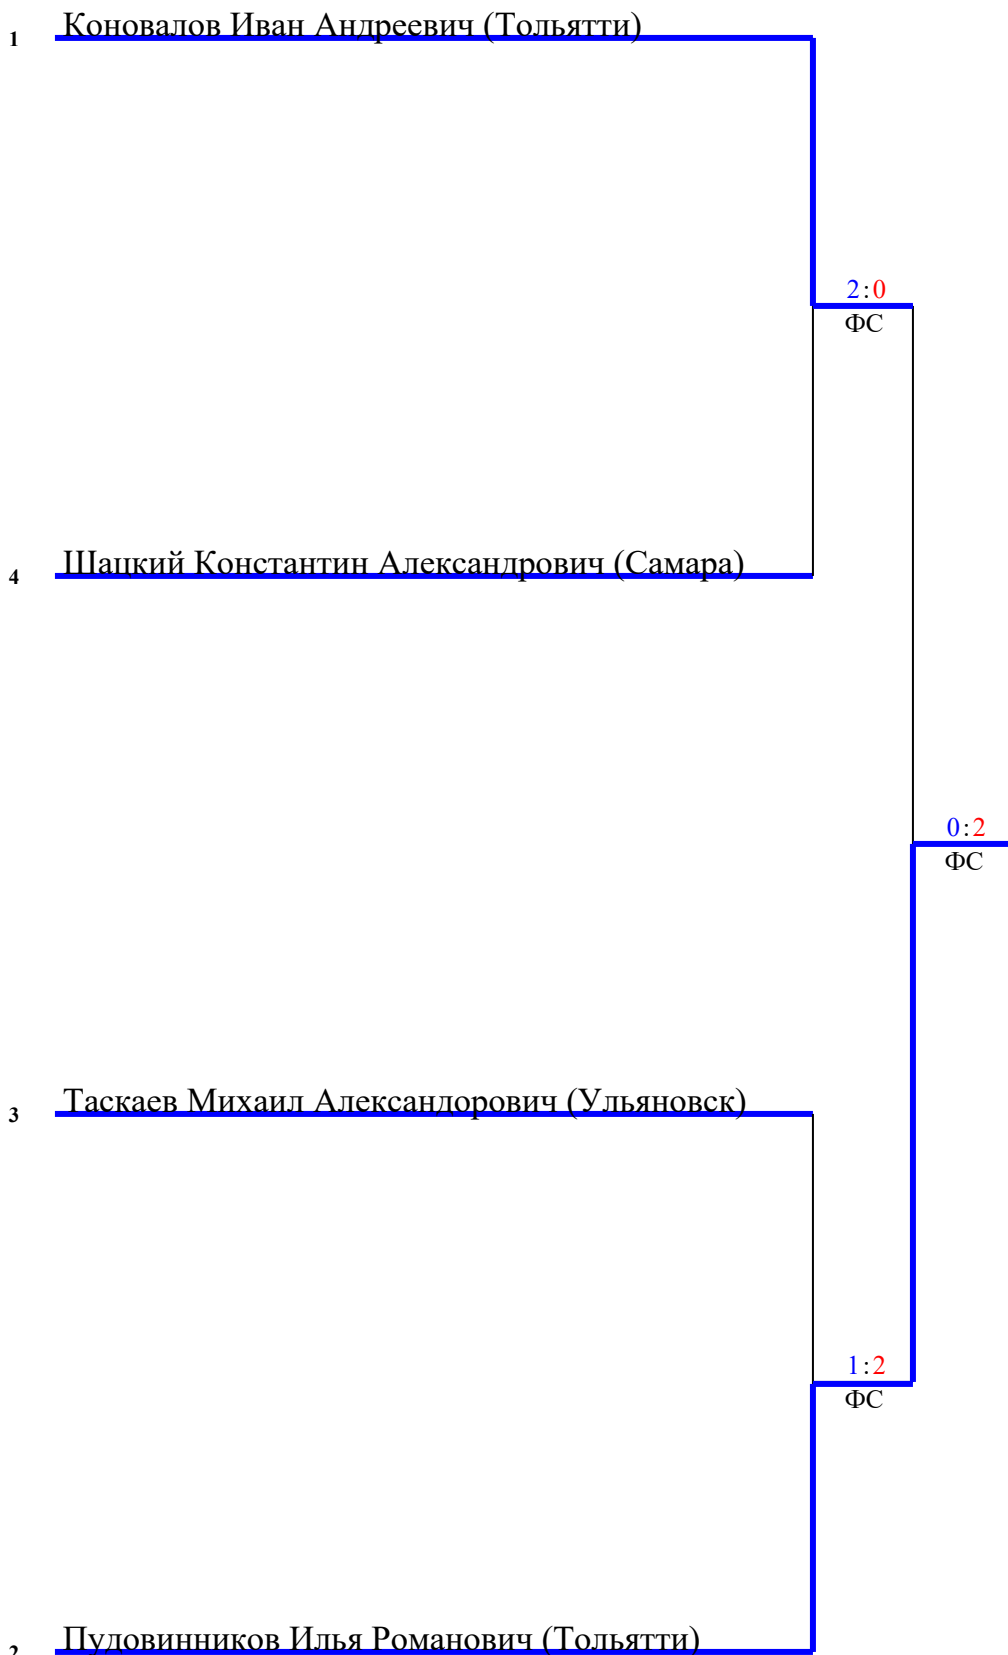 Коновалов Иван Андреевич (Тольятти)
1
2:0
ФС
Шацкий Константин Александрович (Самара)
4
0:2
ФС
Таскаев Михаил Александорович (Ульяновск)
3
1:2
ФС
Пудовинников Илья Романович (Тольятти)
2